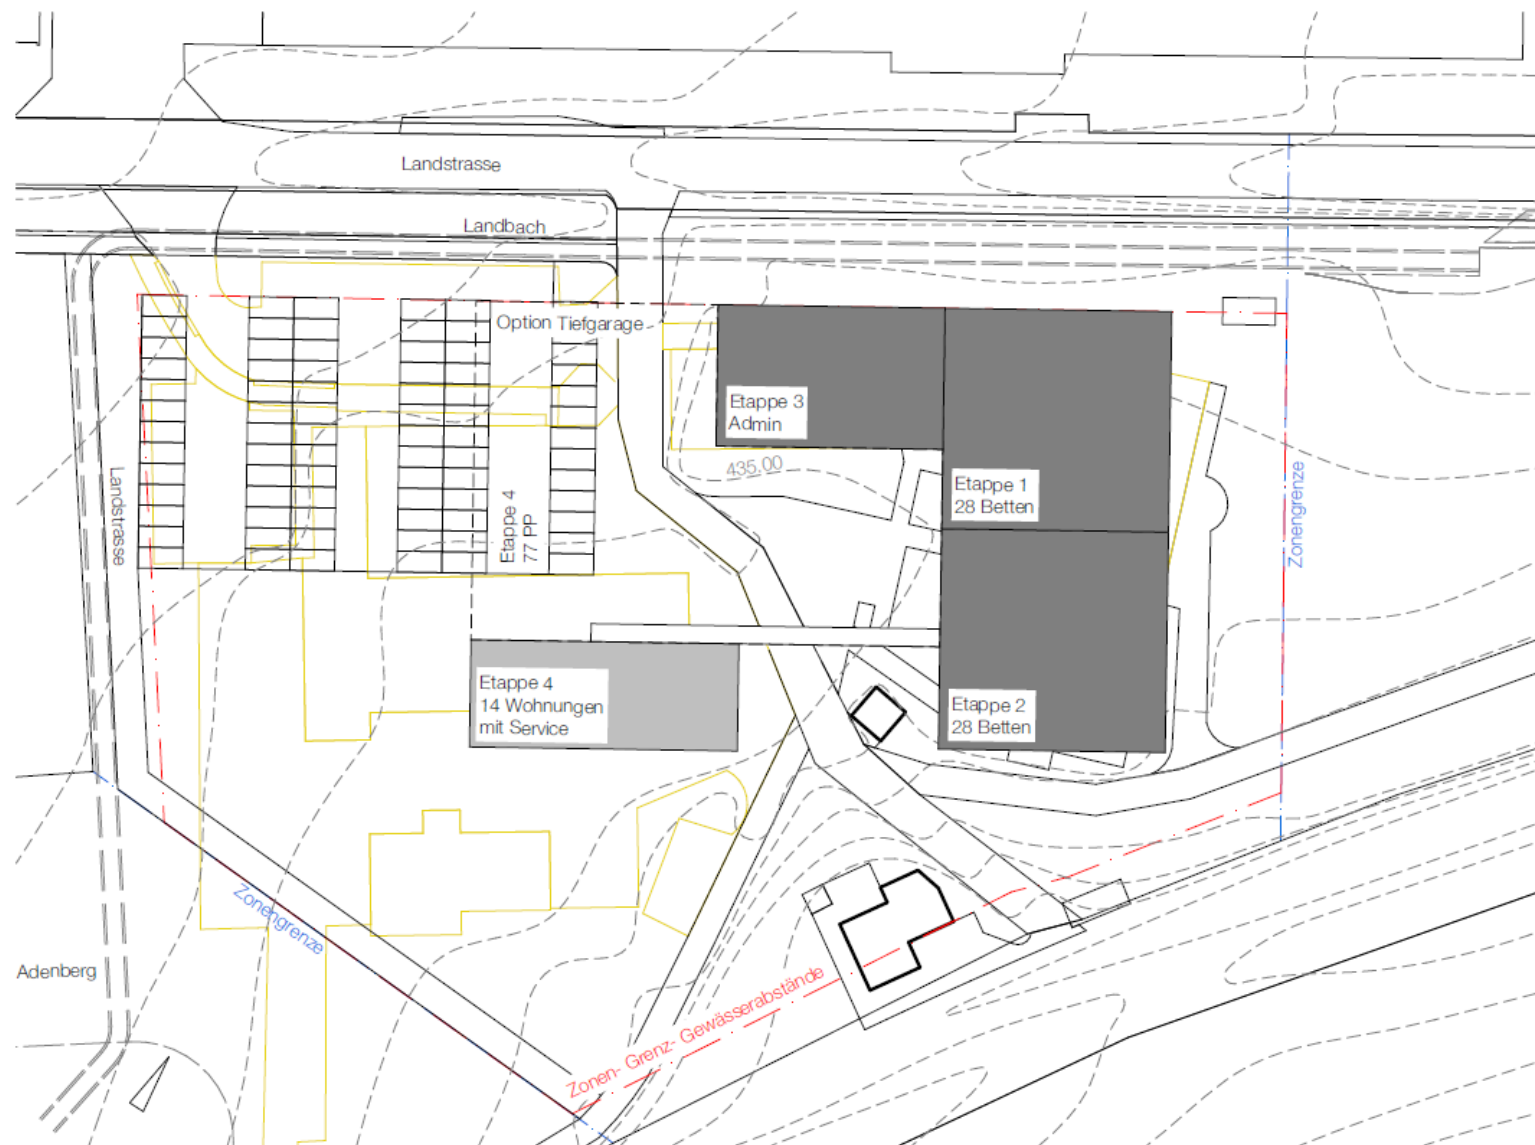 Landstrasse
Landbach
Option Tiefgarage
Etappe 3
Admin
435.00
Etappe 1
28 Betten
Zonengrenze
Landstrasse
Etappe 4
77 PP
Etappe 4
14 Wohnungen
mit Service
Etappe 2
28 Betten
Zonengrenze
Adenberg
Zonen- Grenz- Gewässerabstände